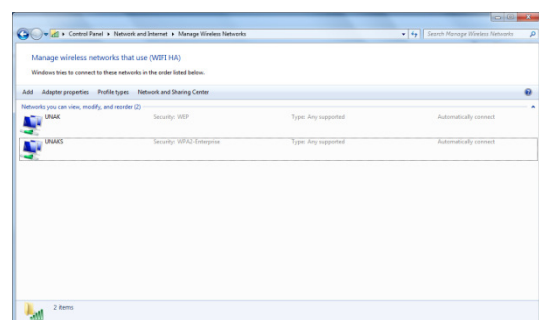 Control Panel ▸ Network and Internet ▸ Manage Wireless Networks
Search Manage Wireless Networks
Manage wireless networks that use (WIFI HA)
Windows tries to connect to these networks in the order listed below.
Add Adapter properties Profile types Network and Sharing Center
Networks you can view, modify, and reorder (2)
UNAK Security: WEP Type: Any supported Automatically connect
UNAKS Security: WPA2-Enterprise Type: Any supported Automatically connect
2 items